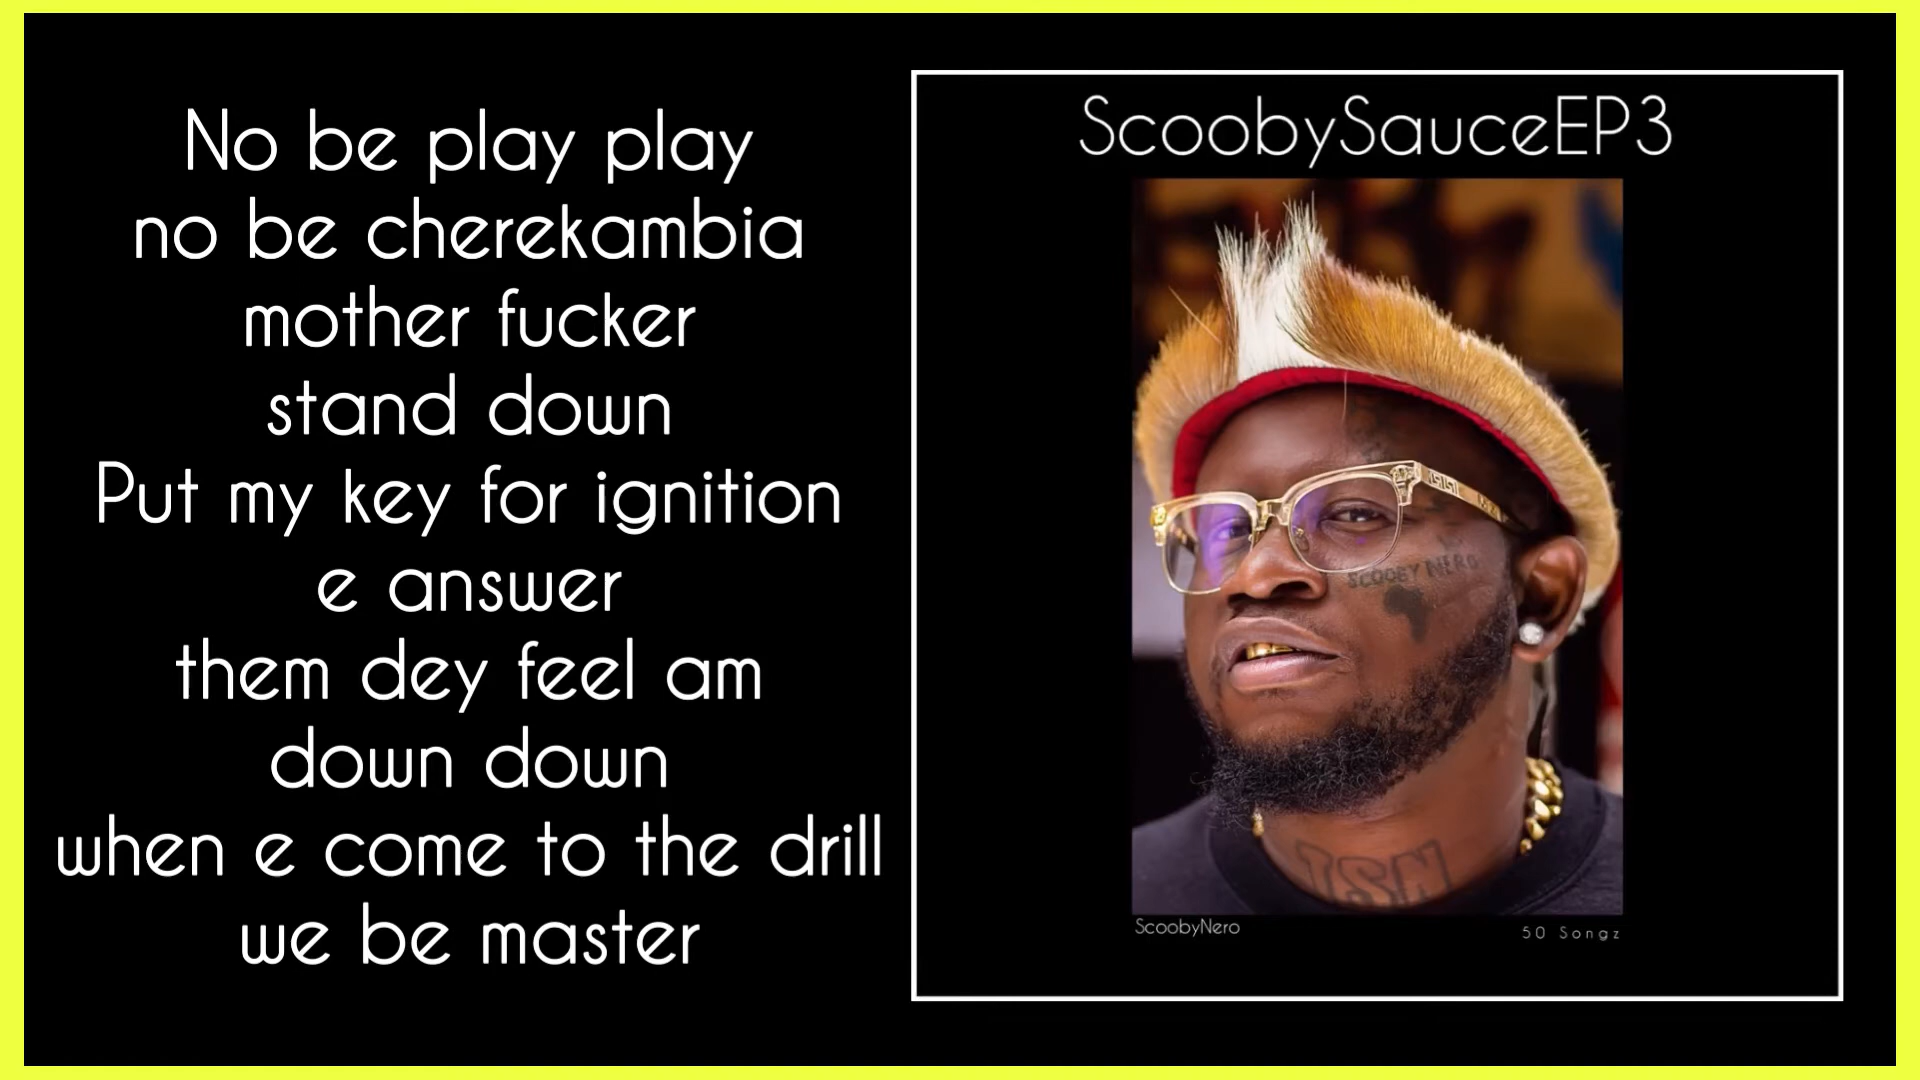 No be play play
no be cherekambia
mother fucker
stand down
Put my key for ignition
e answer
them dey feel am
down down
when e come to the drill
we be master
ScoobySauceEP3
SCOOBY NERO
JSN
ScoobyNero
50 Songz